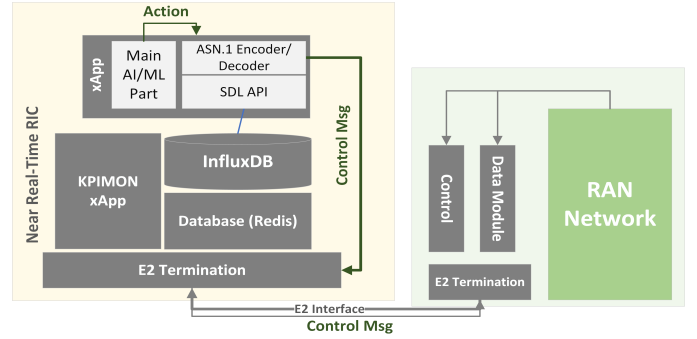 Action
xApp
Main
AI/ML
Part
ASN.1 Encoder/
Decoder
SDL API
Near Real-Time RIC
KPIMON
xApp
InfluxDB
Database (Redis)
Control Msg
E2 Termination
Control
Data Module
RAN
Network
E2 Termination
E2 Interface
Control Msg